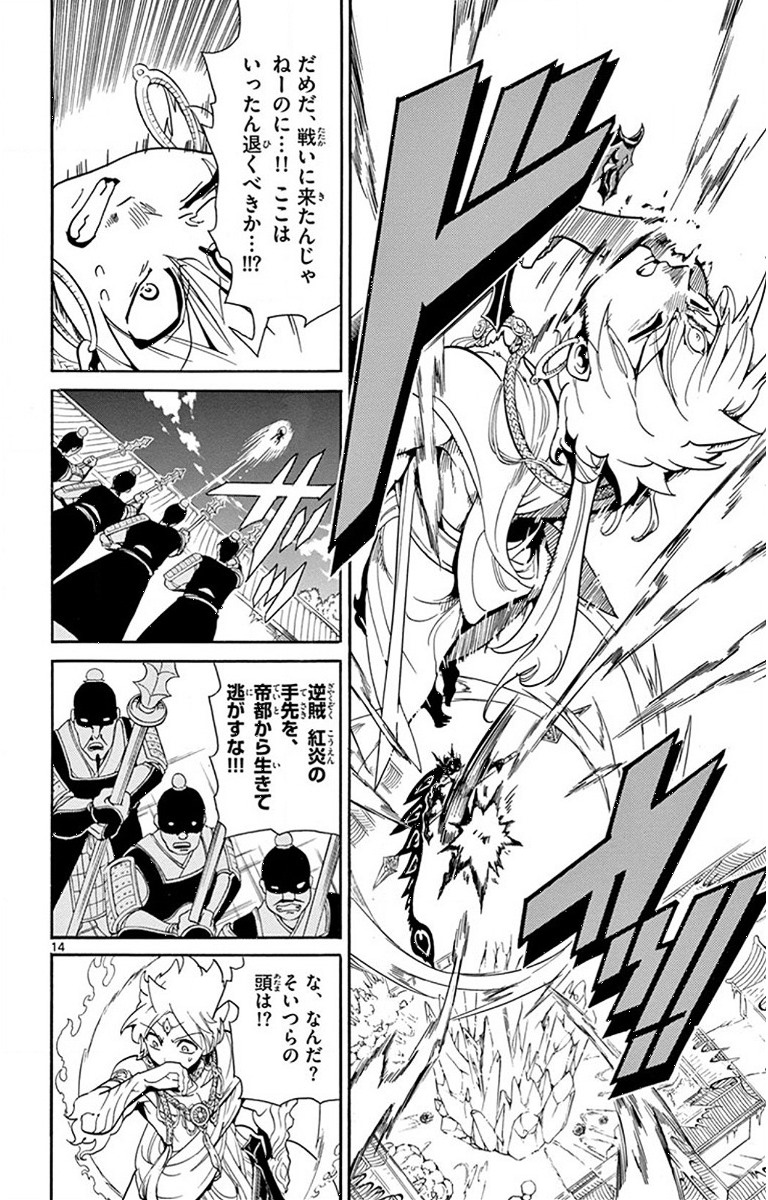 ドガッ!!
だめだ、戦いに来たんじゃ
ねーのに…!! ここは
いったん退くべきか…!!?
ザザザッ
逆賊 紅炎の
手先を、
帝都から生きて
逃がすな!!!
14
な、なんだ?
そいつらの
頭は!?